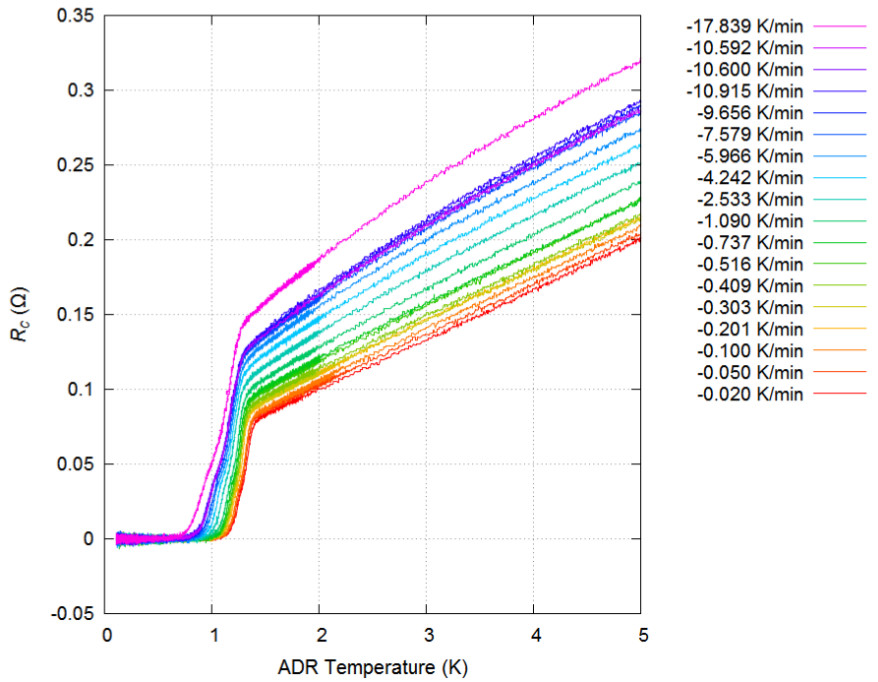 0.35
0.3
0.25
0.2
0.15
0.1
0.05
0
-0.05
R_C (Ω)
0 1 2 3 4 5
ADR Temperature (K)
-17.839 K/min
-10.592 K/min
-10.600 K/min
-10.915 K/min
-9.656 K/min
-7.579 K/min
-5.966 K/min
-4.242 K/min
-2.533 K/min
-1.090 K/min
-0.737 K/min
-0.516 K/min
-0.409 K/min
-0.303 K/min
-0.201 K/min
-0.100 K/min
-0.050 K/min
-0.020 K/min